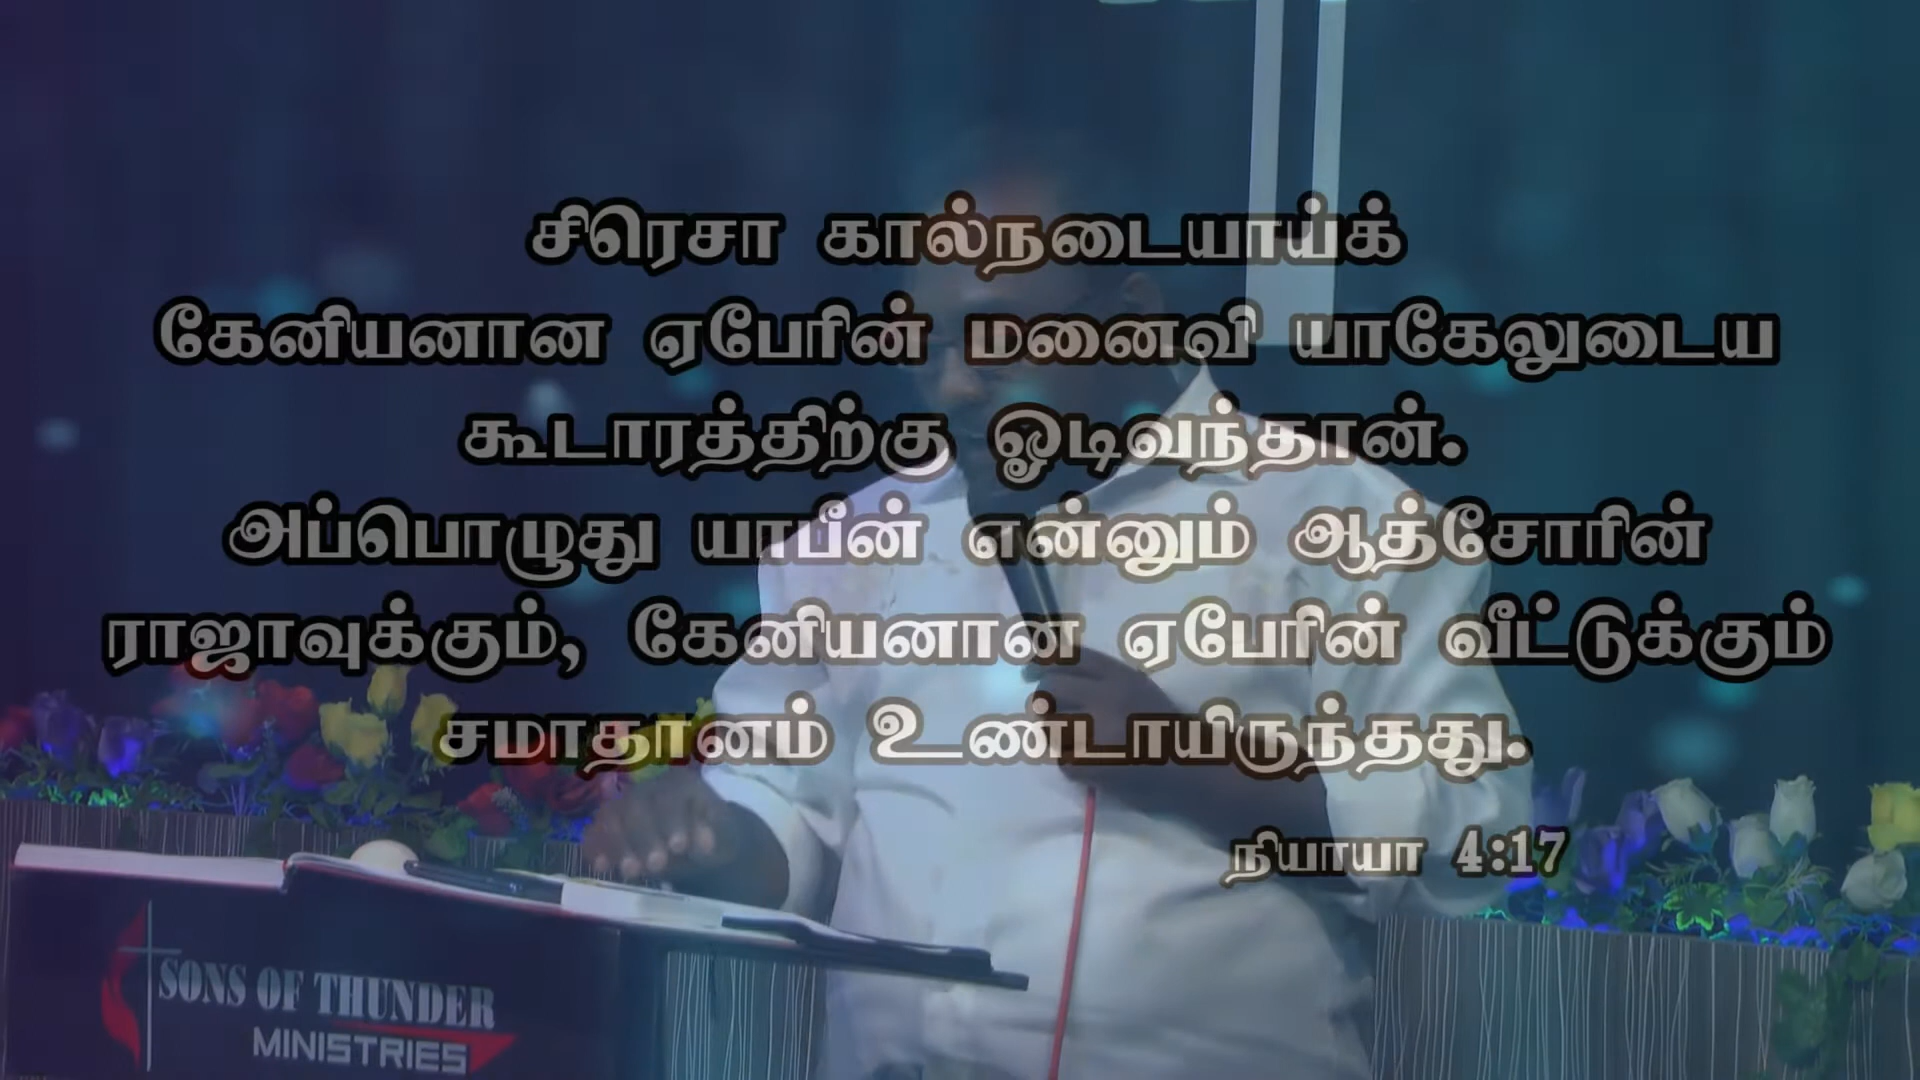 சிரெசா கால்நடையாய்க்
கேனியனான ஏபேரின் மனைவி யாகேலுடைய
கூடாரத்திற்கு ஓடிவந்தான்.
அப்பொழுது யாபீன் என்னும் ஆத்சோரின்
ராஜாவுக்கும், கேனியனான ஏபேரின் வீட்டுக்கும்
சமாதானம் உண்டாயிருந்தது.
நியாயா 4:17
SONS OF THUNDER
MINISTRIES